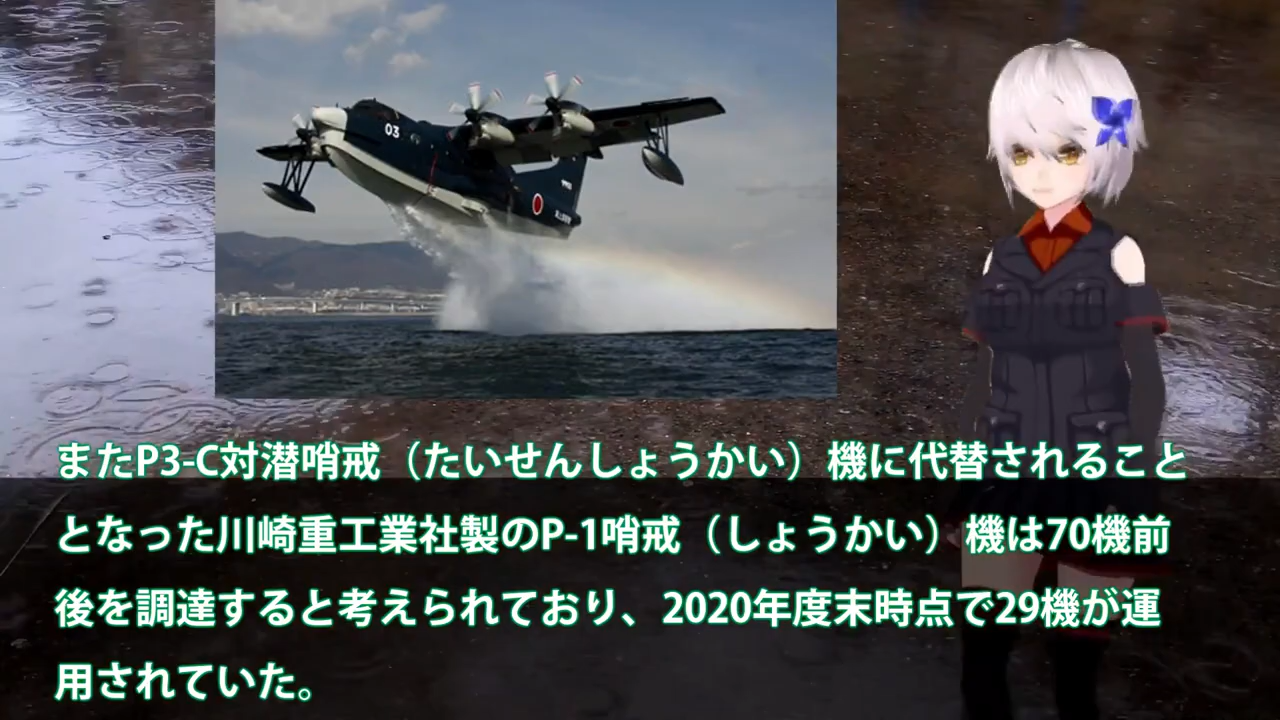 03
またP3-C対潜哨戒（たいせんしょうかい）機に代替されること
となった川崎重工業社製のP-1哨戒（しょうかい）機は70機前
後を調達すると考えられており、2020年度末時点で29機が運
用されていた。